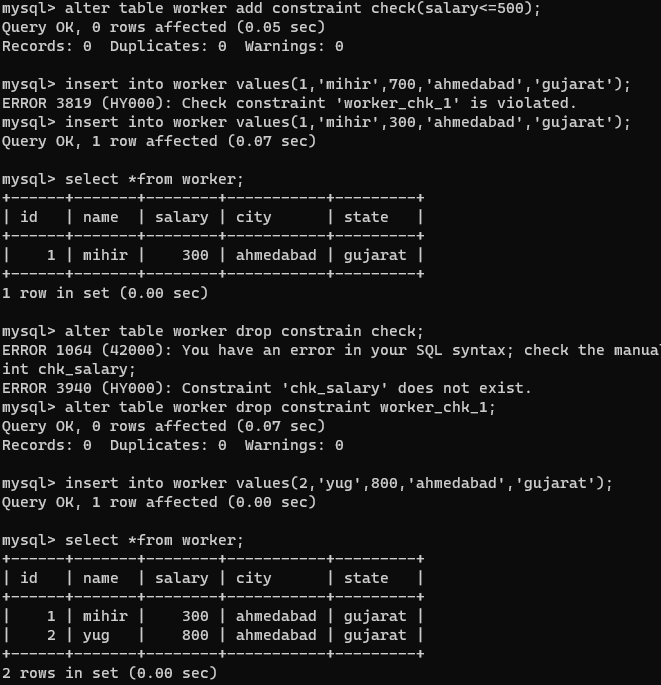 mysql> alter table worker add constraint check(salary<=500);
Query OK, 0 rows affected (0.05 sec)
Records: 0  Duplicates: 0  Warnings: 0

mysql> insert into worker values(1,'mihir',700,'ahmedabad','gujarat');
ERROR 3819 (HY000): Check constraint 'worker_chk_1' is violated.
mysql> insert into worker values(1,'mihir',300,'ahmedabad','gujarat');
Query OK, 1 row affected (0.07 sec)

mysql> select *from worker;
+------+-------+--------+-----------+---------+
| id   | name  | salary | city      | state   |
+------+-------+--------+-----------+---------+
|    1 | mihir |    300 | ahmedabad | gujarat |
+------+-------+--------+-----------+---------+
1 row in set (0.00 sec)

mysql> alter table worker drop constrain check;
ERROR 1064 (42000): You have an error in your SQL syntax; check the manual
int chk_salary;
ERROR 3940 (HY000): Constraint 'chk_salary' does not exist.
mysql> alter table worker drop constraint worker_chk_1;
Query OK, 0 rows affected (0.07 sec)
Records: 0  Duplicates: 0  Warnings: 0

mysql> insert into worker values(2,'yug',800,'ahmedabad','gujarat');
Query OK, 1 row affected (0.00 sec)

mysql> select *from worker;
+------+-------+--------+-----------+---------+
| id   | name  | salary | city      | state   |
+------+-------+--------+-----------+---------+
|    1 | mihir |    300 | ahmedabad | gujarat |
|    2 | yug   |    800 | ahmedabad | gujarat |
+------+-------+--------+-----------+---------+
2 rows in set (0.00 sec)